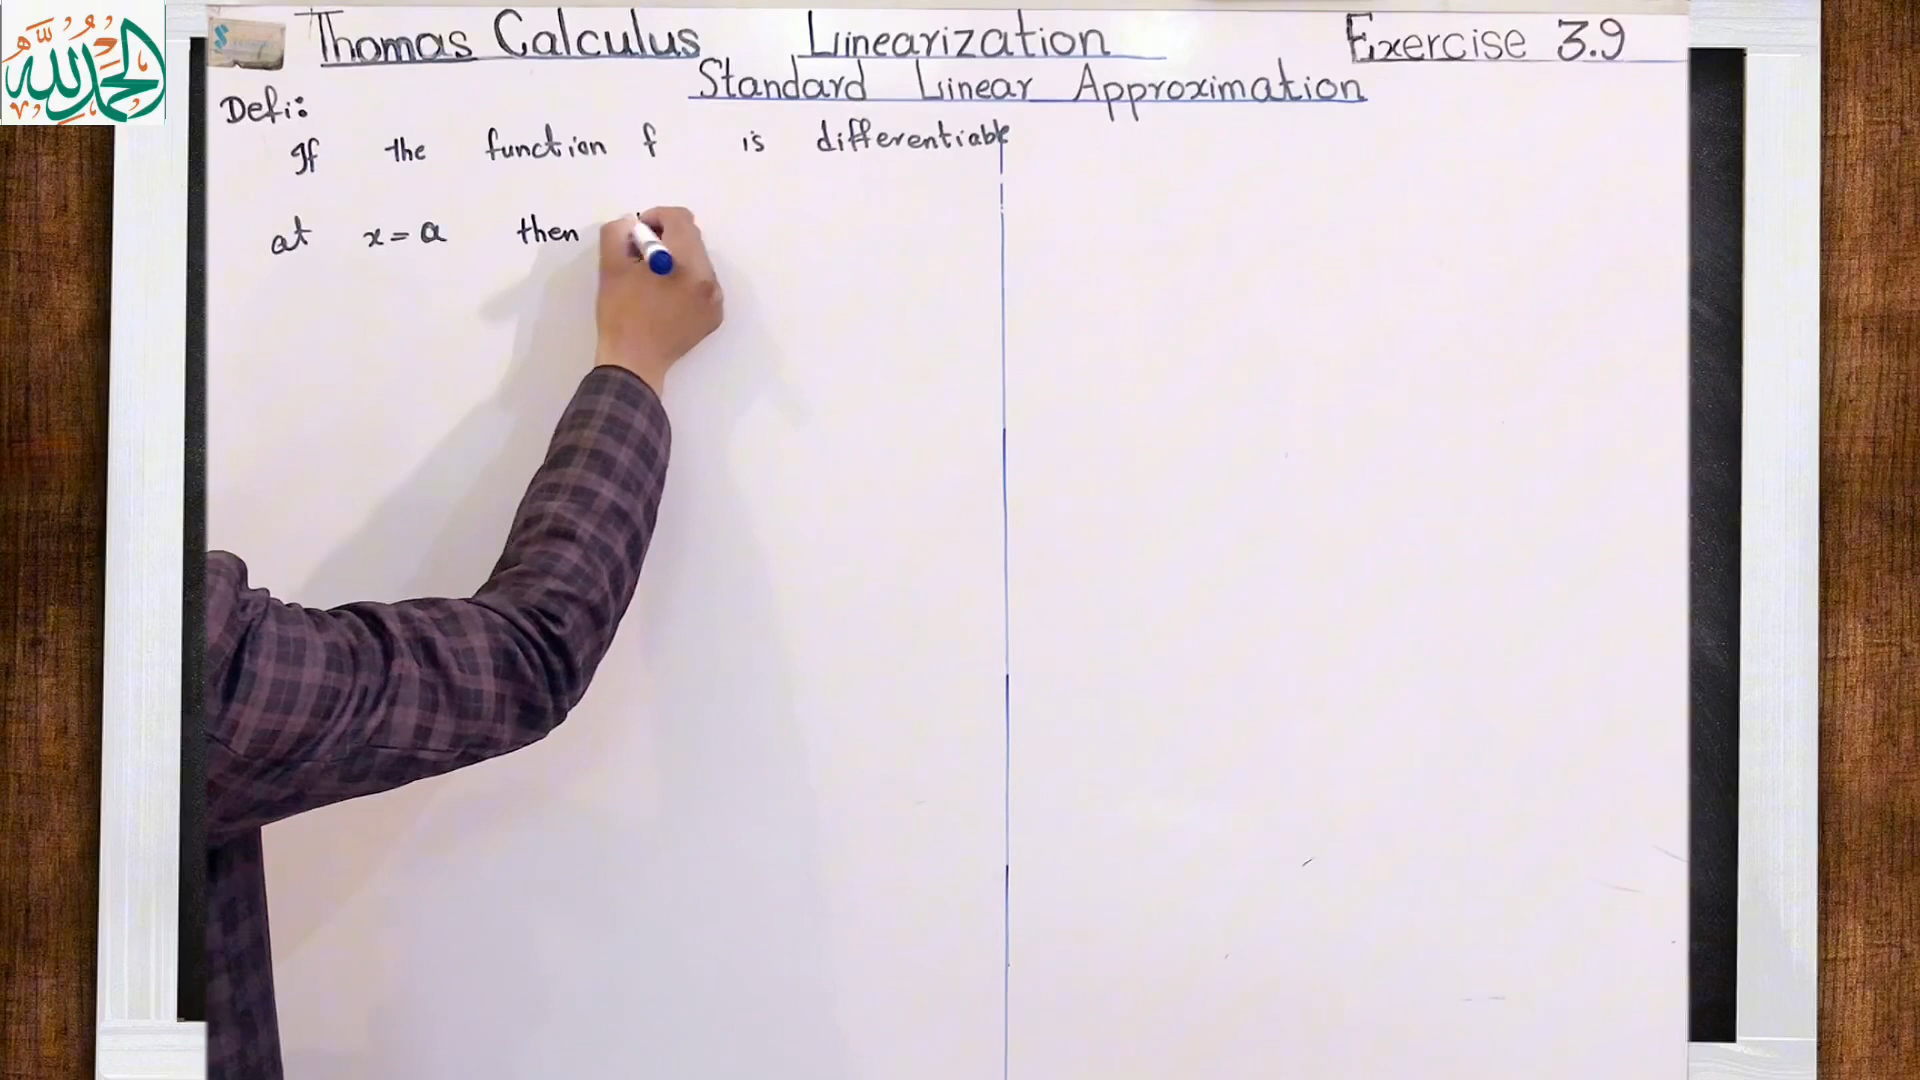 الحمد لله
Thomas Calculus Linearization Exercise 3.9
Standard Linear Approximation
Defi:
If the function f is differentiable
at x = a then